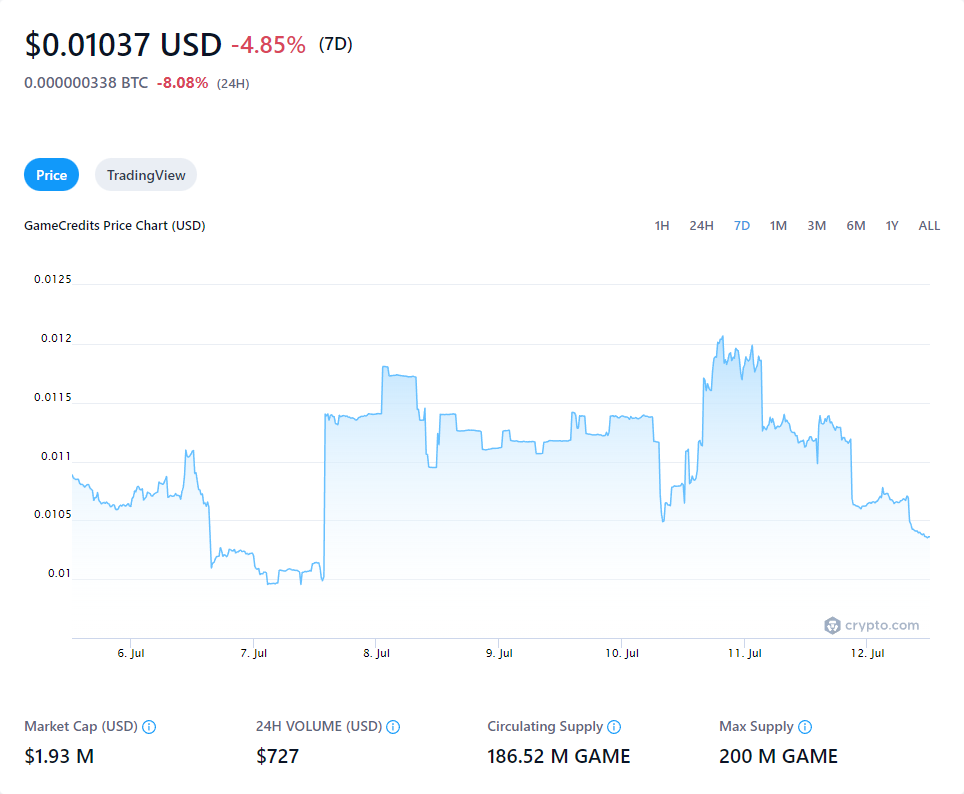 $0.01037 USD -4.85% (7D)
0.000000338 BTC -8.08% (24H)
Price TradingView
GameCredits Price Chart (USD) 1H 24H 7D 1M 3M 6M 1Y ALL
0.0125
0.012
0.0115
0.011
0.0105
0.01
crypto.com
6. Jul 7. Jul 8. Jul 9. Jul 10. Jul 11. Jul 12. Jul
Market Cap (USD) 24H VOLUME (USD) Circulating Supply Max Supply
$1.93 M $727 186.52 M GAME 200 M GAME